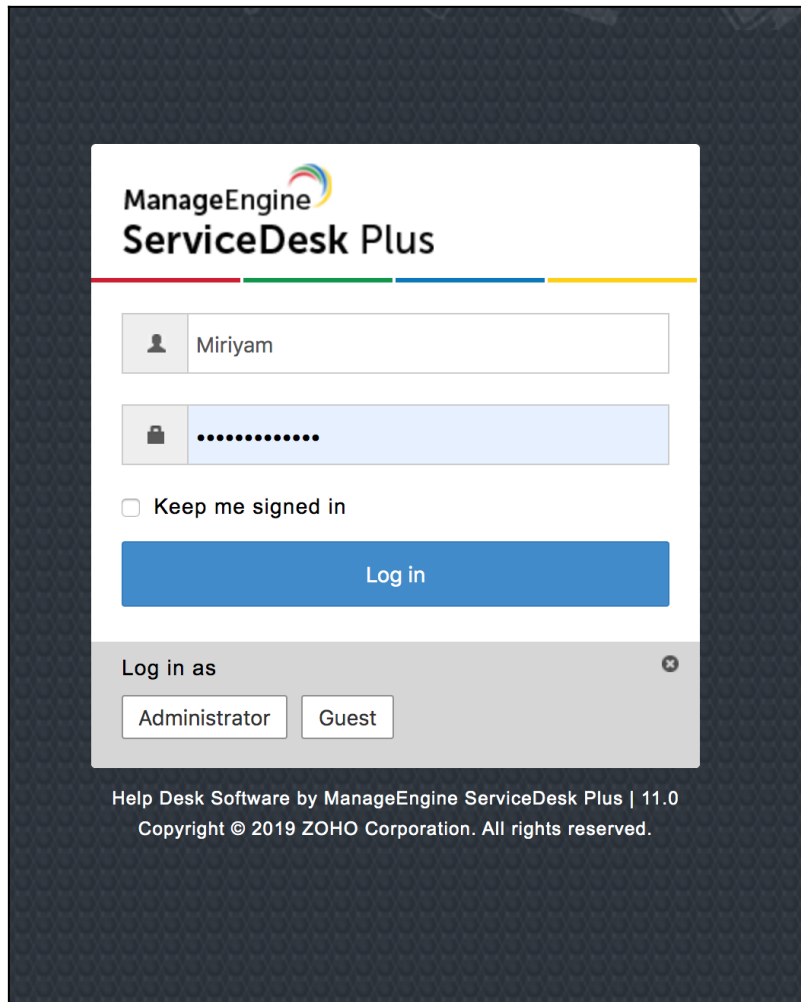 ManageEngine
ServiceDesk Plus
Miriyam
•••••••••••••
Keep me signed in
Log in
Log in as
Administrator Guest
Help Desk Software by ManageEngine ServiceDesk Plus | 11.0
Copyright © 2019 ZOHO Corporation. All rights reserved.